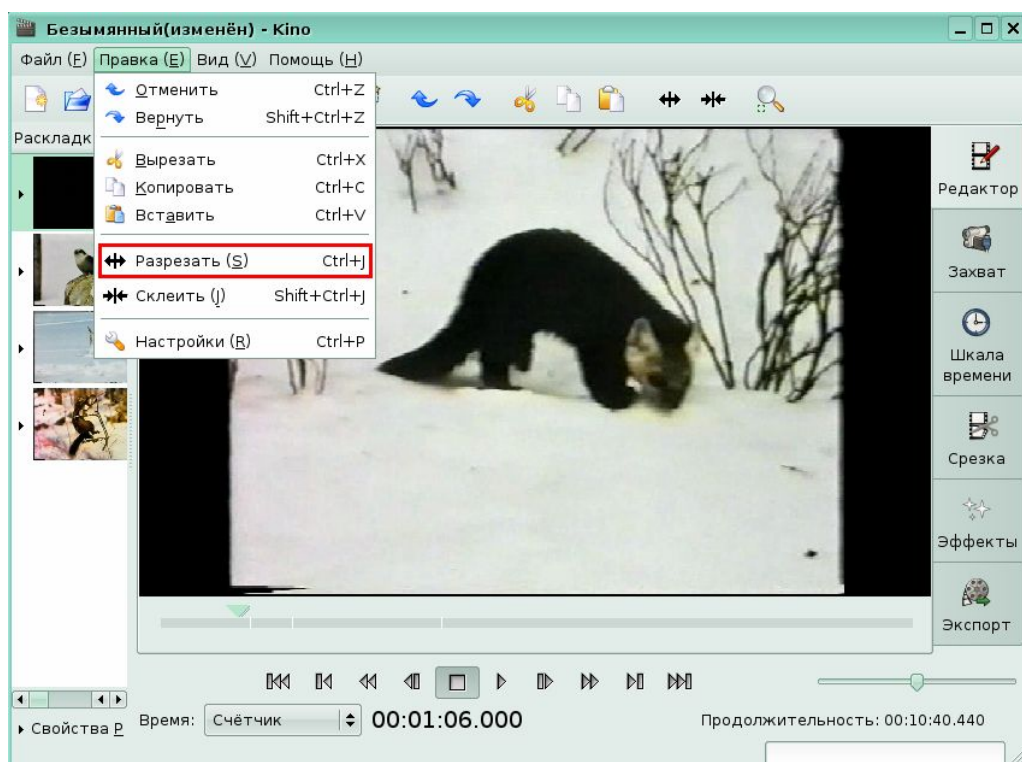 Безымянный(изменён) - Kino
Файл (F) Правка (E) Вид (V) Помощь (H)
Отменить Ctrl+Z
Вернуть Shift+Ctrl+Z
Раскладк
Вырезать Ctrl+X
Копировать Ctrl+C
Вставить Ctrl+V
Разрезать (S) Ctrl+J
Склеить (J) Shift+Ctrl+J
Настройки (R) Ctrl+P
Редактор
Захват
Шкала
времени
Срезка
Эффекты
Экспорт
Свойства P
Время: Счётчик 00:01:06.000 Продолжительность: 00:10:40.440